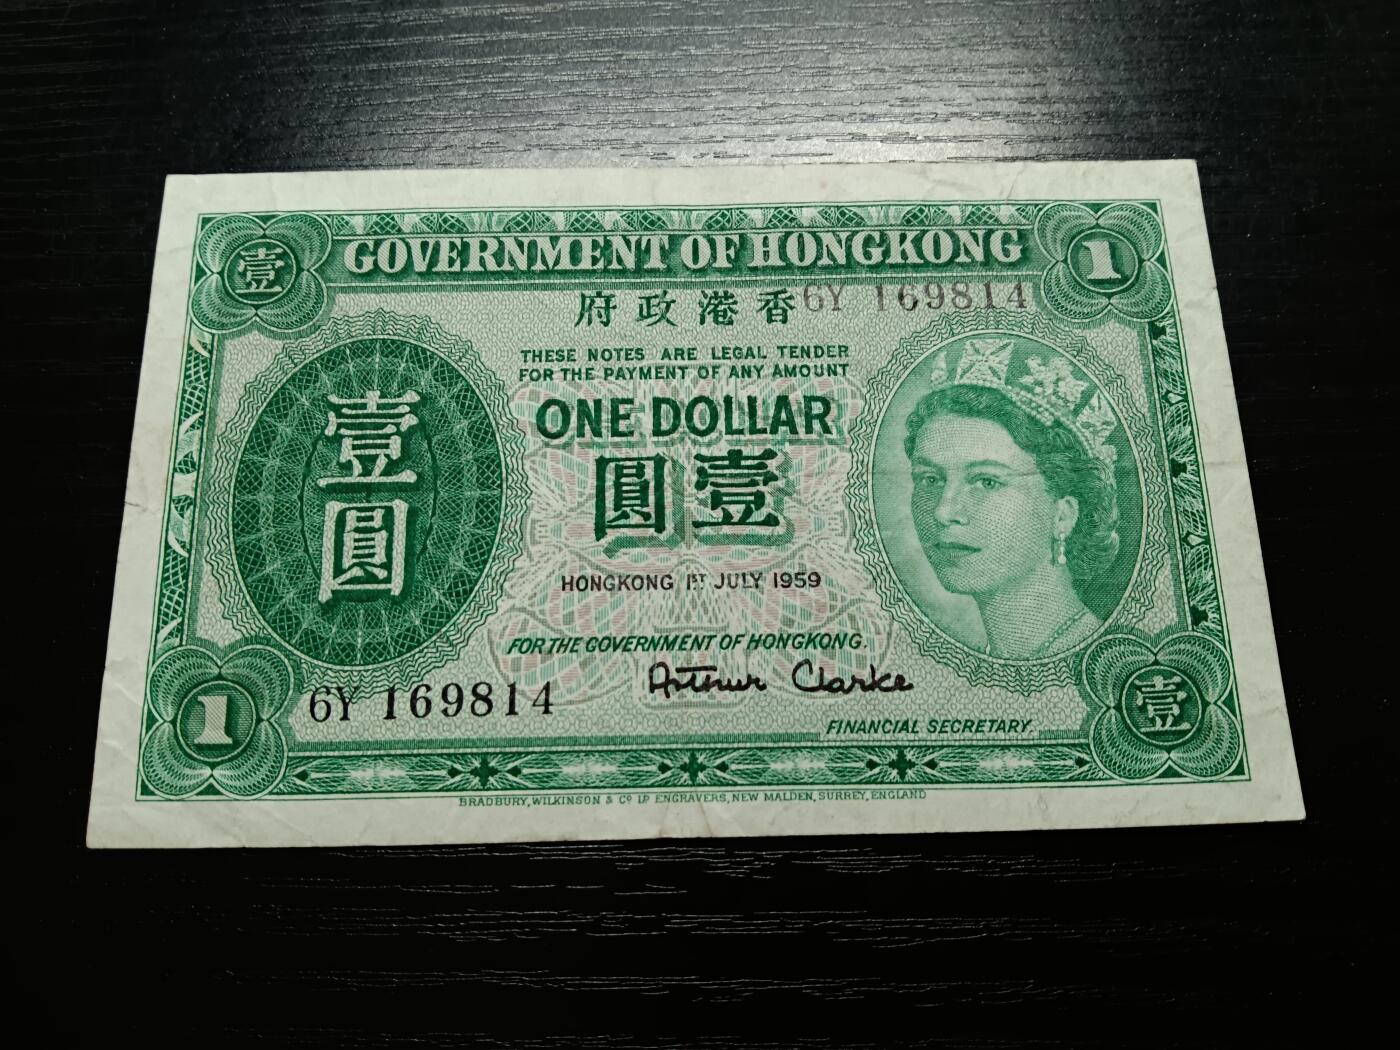 壹 GOVERNMENT OF HONGKONG 1
府政港香 6Y 169814
THESE NOTES ARE LEGAL TENDER
FOR THE PAYMENT OF ANY AMOUNT
ONE DOLLAR
壹圓
圓壹
HONGKONG 1ST JULY 1959
FOR THE GOVERNMENT OF HONGKONG.
6Y 169814
Arthur Clarke
1
壹
FINANCIAL SECRETARY.
BRADBURY, WILKINSON & Cº Lᴰ ENGRAVERS, NEW MALDEN, SURREY, ENGLAND